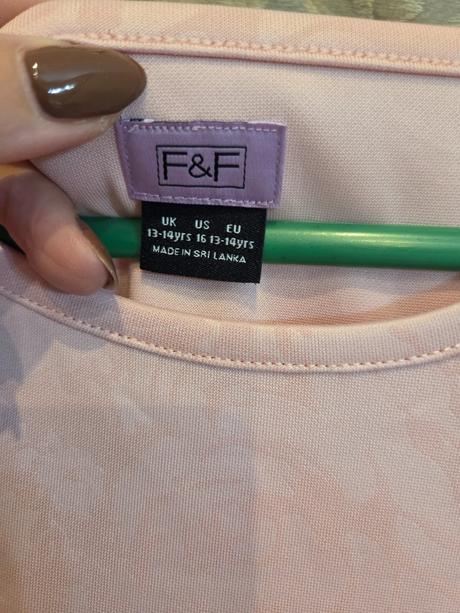 F&F
UK US EU
13-14yrs 16 13-14yrs
MADE IN SRI LANKA